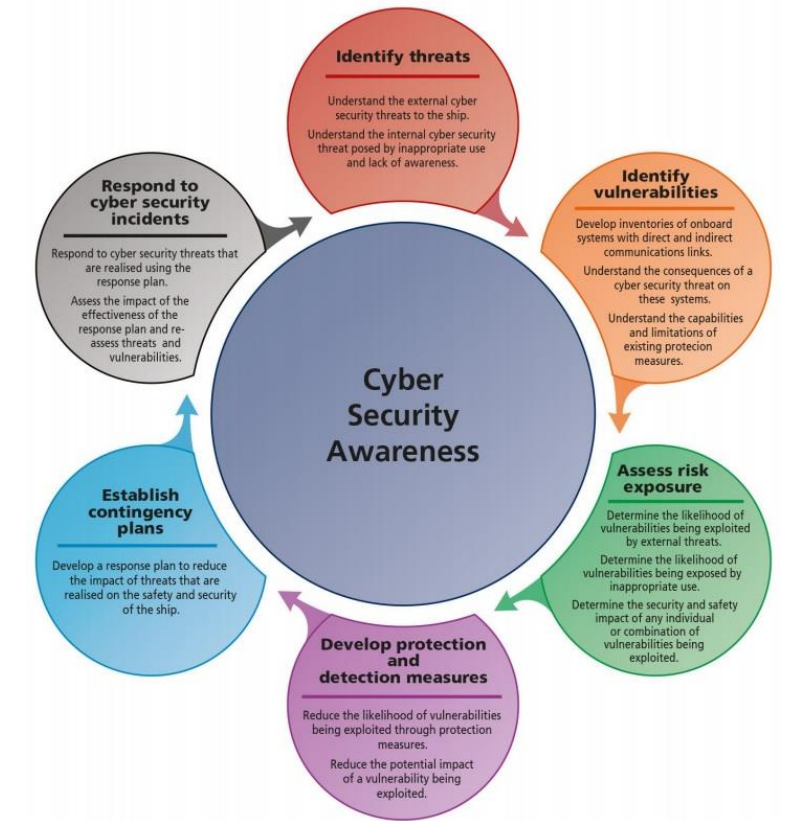 Identify threats
Understand the external cyber
security threats to the ship.
Understand the internal cyber security
threat posed by inappropriate use
and lack of awareness.
Identify
vulnerabilities
Develop inventories of onboard
systems with direct and indirect
communications links.
Understand the consequences of a
cyber security threat on
these systems.
Understand the capabilities
and limitations of
existing protecion
measures.
Assess risk
exposure
Determine the likelihood of
vulnerabilities being exploited
by external threats.
Determine the likelihood of
vulnerabilities being exposed by
inappropriate use.
Determine the security and safety
impact of any individual
or combination of
vulnerabilities being
exploited.
Develop protection
and
detection measures
Reduce the likelihood of vulnerabilities
being exploited through protection
measures.
Reduce the potential impact
of a vulnerability being
exploited.
Establish
contingency
plans
Develop a response plan to reduce
the impact of threats that are
realised on the safety and security
of the ship.
Respond to
cyber security
incidents
Respond to cyber security threats that
are realised using the
response plan.
Assess the impact of the
effectiveness of the
response plan and re-
assess threats and
vulnerabilities.
Cyber
Security
Awareness